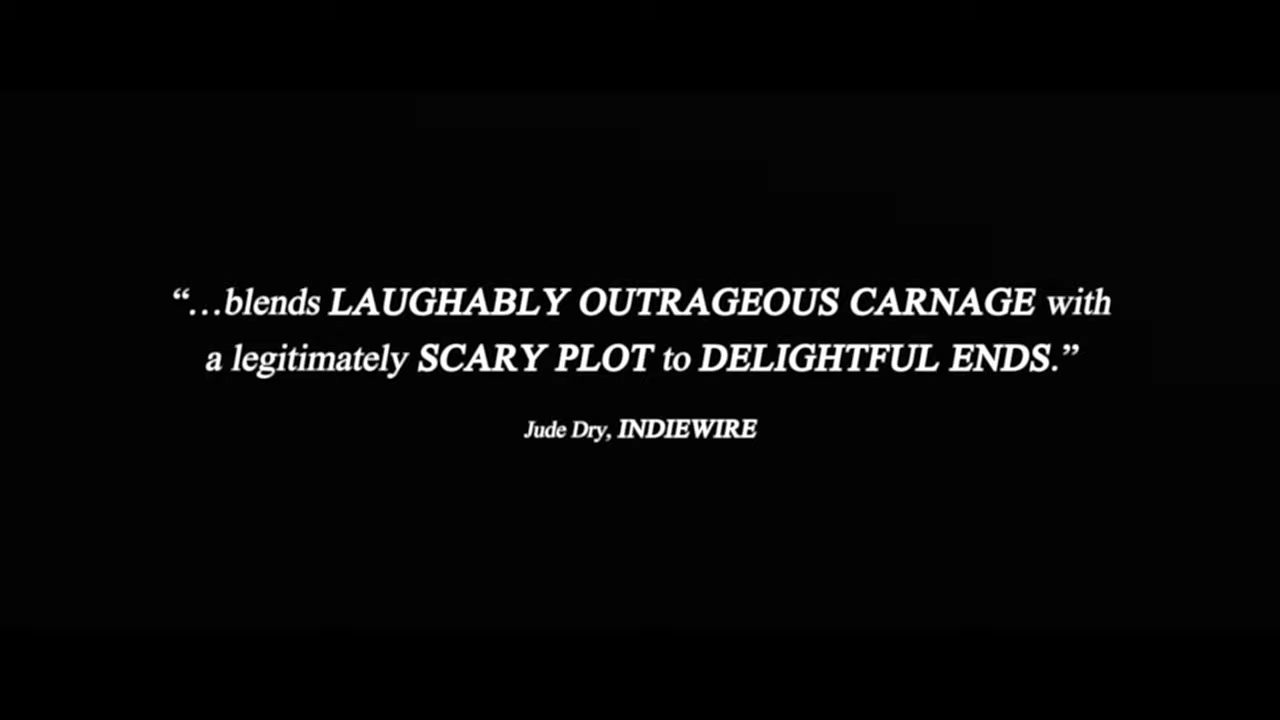 “…blends LAUGHABLY OUTRAGEOUS CARNAGE with
a legitimately SCARY PLOT to DELIGHTFUL ENDS.”
Jude Dry, INDIEWIRE